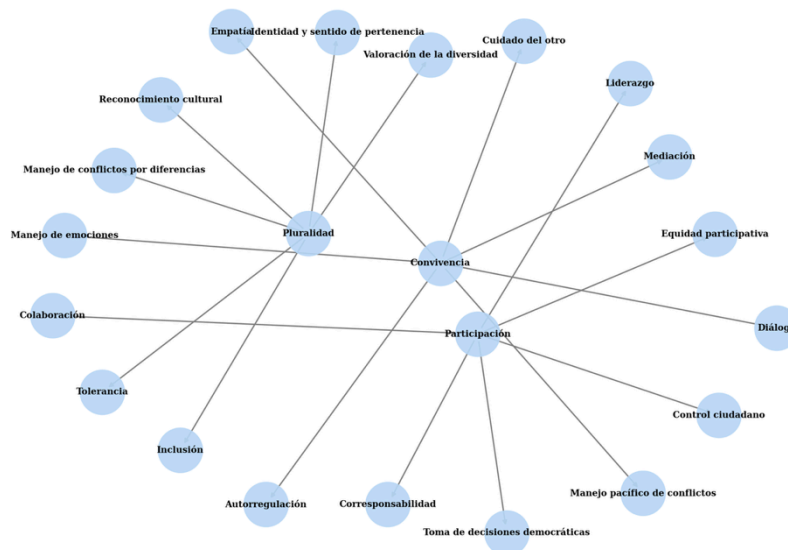 Empatía
Identidad y sentido de pertenencia
Cuidado del otro
Valoración de la diversidad
Liderazgo
Reconocimiento cultural
Mediación
Manejo de conflictos por diferencias
Pluralidad
Equidad participativa
Manejo de emociones
Convivencia
Colaboración
Diálog
Participación
Tolerancia
Control ciudadano
Inclusión
Manejo pacífico de conflictos
Autorregulación
Corresponsabilidad
Toma de decisiones democráticas